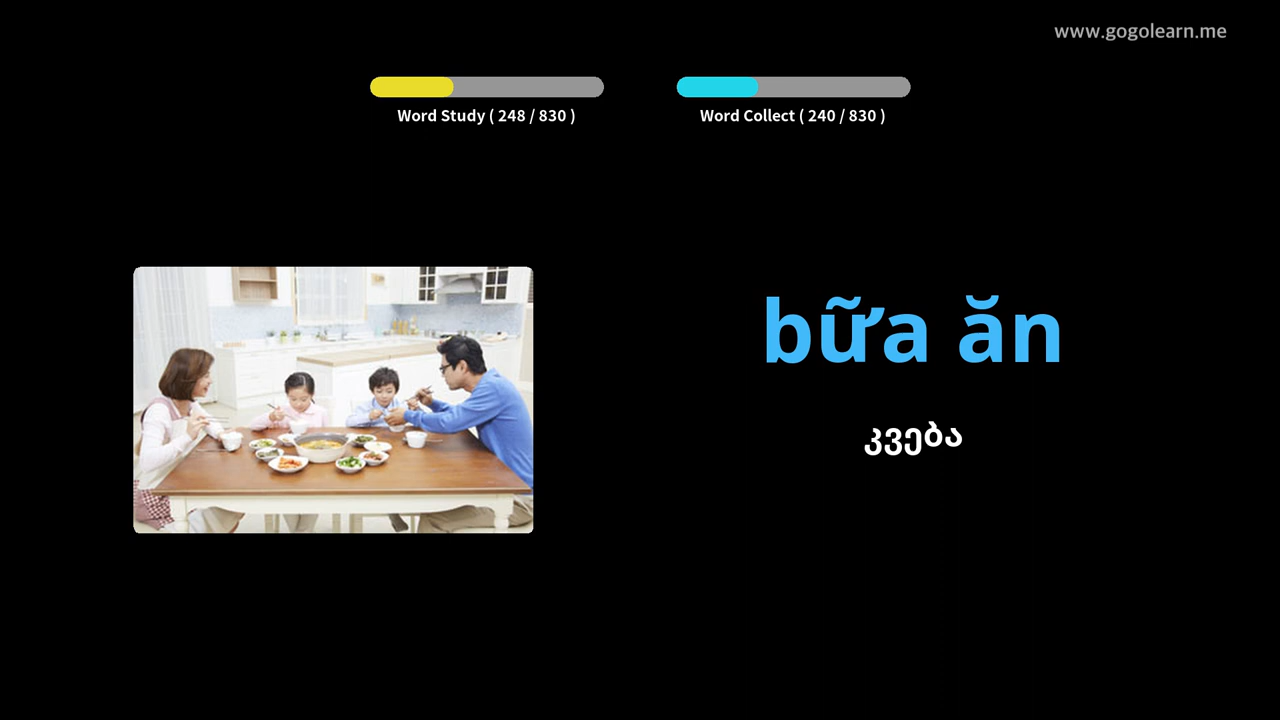 www.gogolearn.me
Word Study ( 248 / 830 )
Word Collect ( 240 / 830 )
bữa ăn
კვება